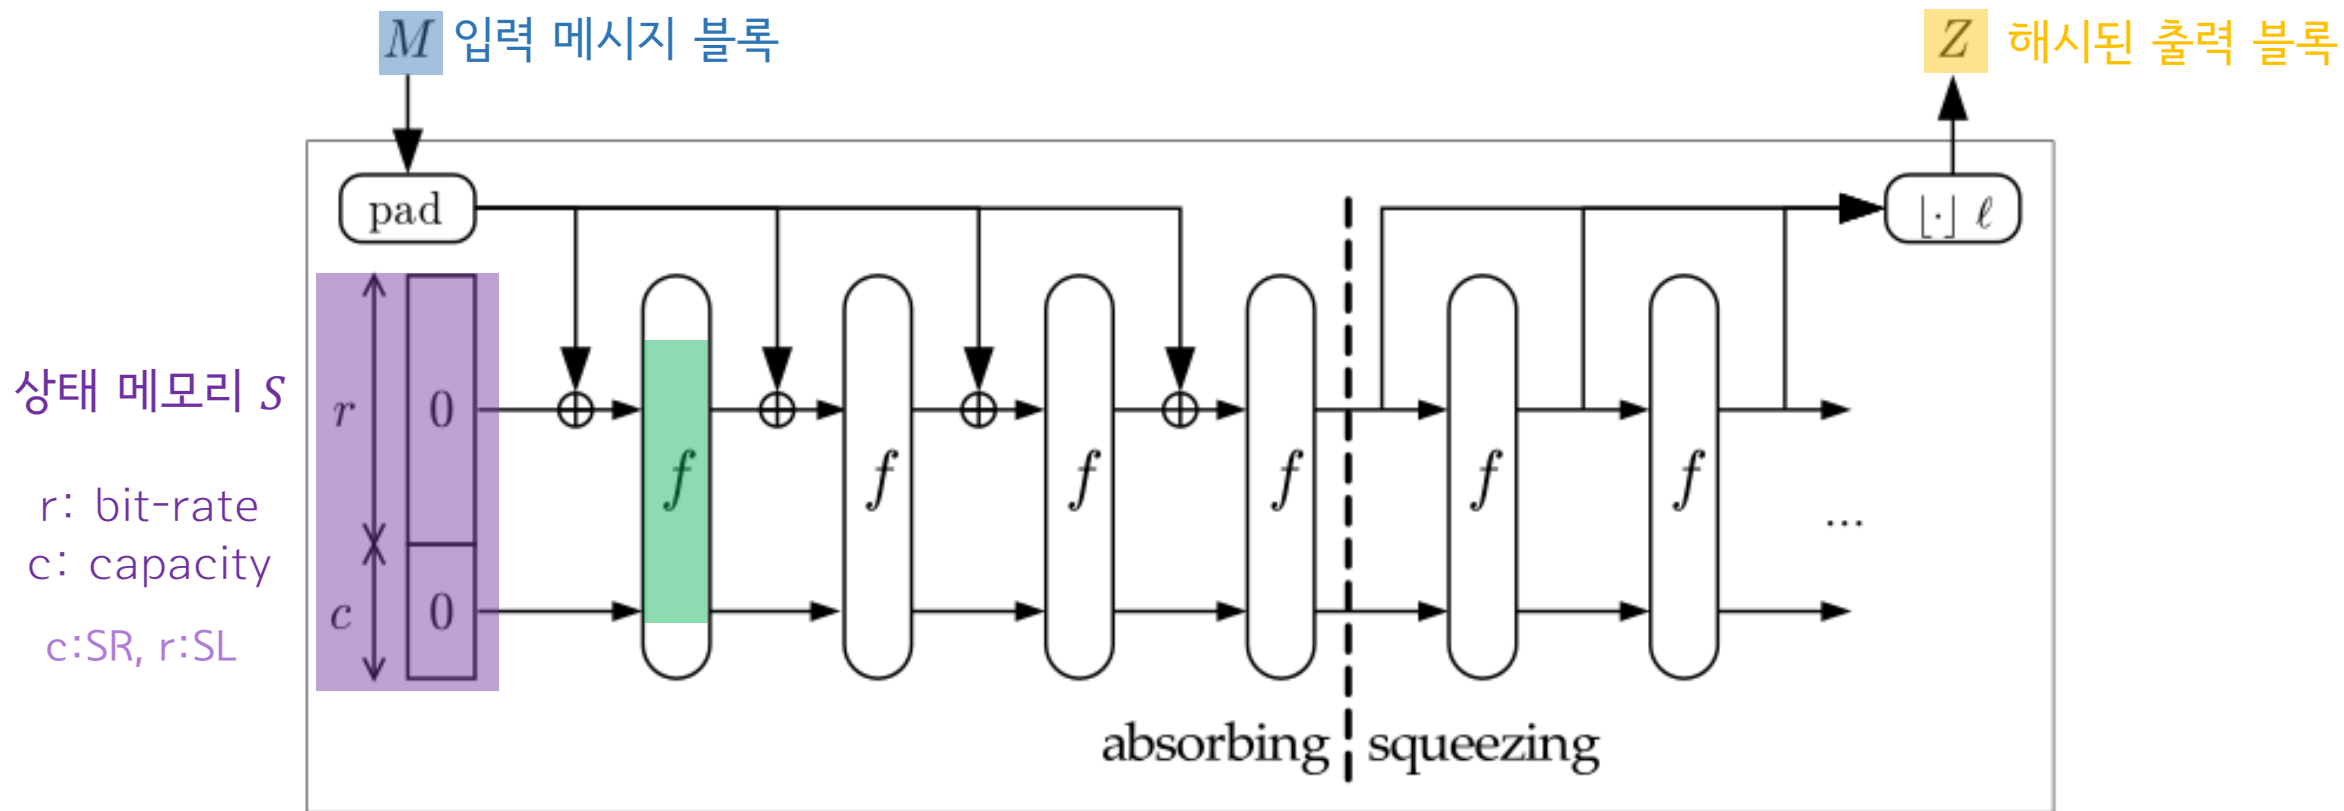 M 입력 메시지 블록
Z 해시된 출력 블록
pad
⌊·⌋ ℓ
상태 메모리 S
r: bit-rate
c: capacity
c:SR, r:SL
r
0
c
0
f
f
f
f
f
f
...
absorbing
squeezing